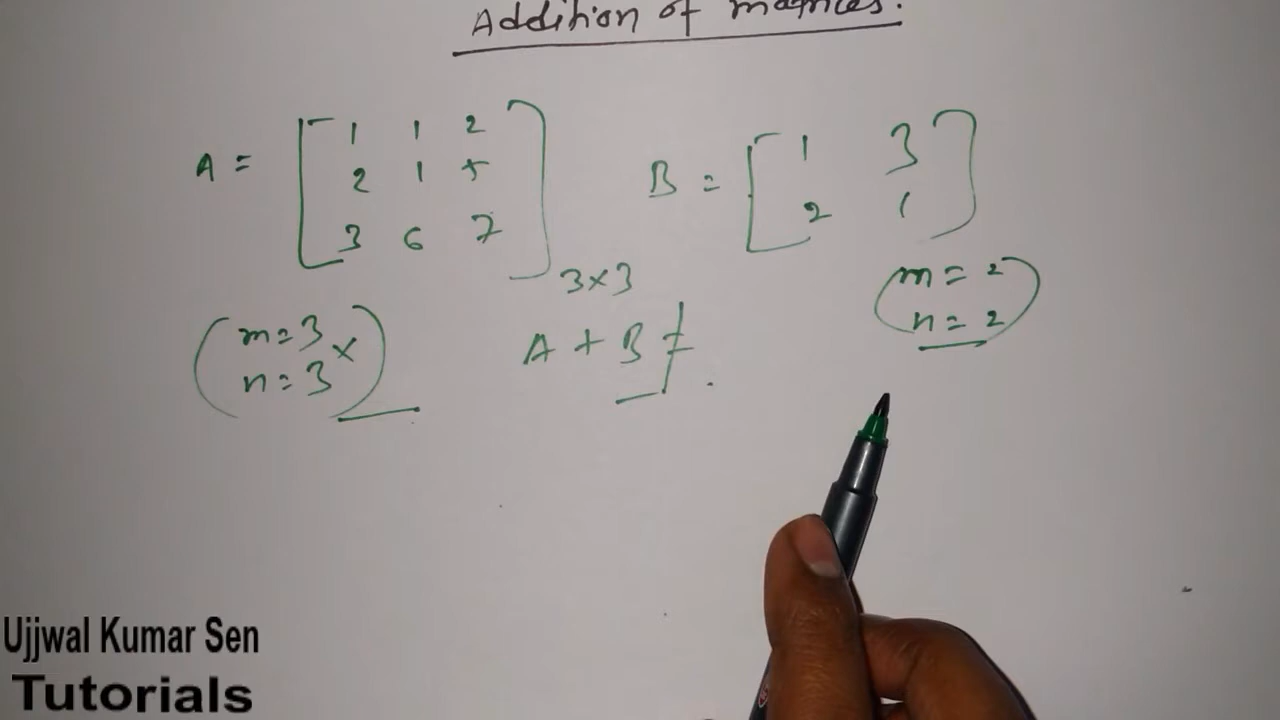 Addition of matrices.
A = [ 1 1 2
2 1 5
3 6 7 ] 3×3
B = [ 1 3
2 1 ]
( m = 3
n = 3 ) ×
A + B ≠
( m = 2
n = 2 )
Ujjwal Kumar Sen
Tutorials